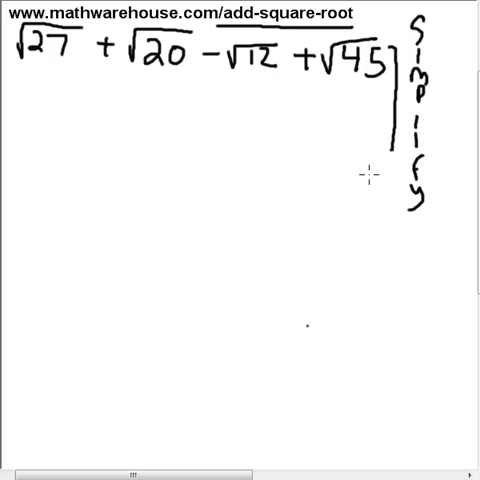 www.mathwarehouse.com/add-square-root
√27 + √20 - √12 + √45
Simplify